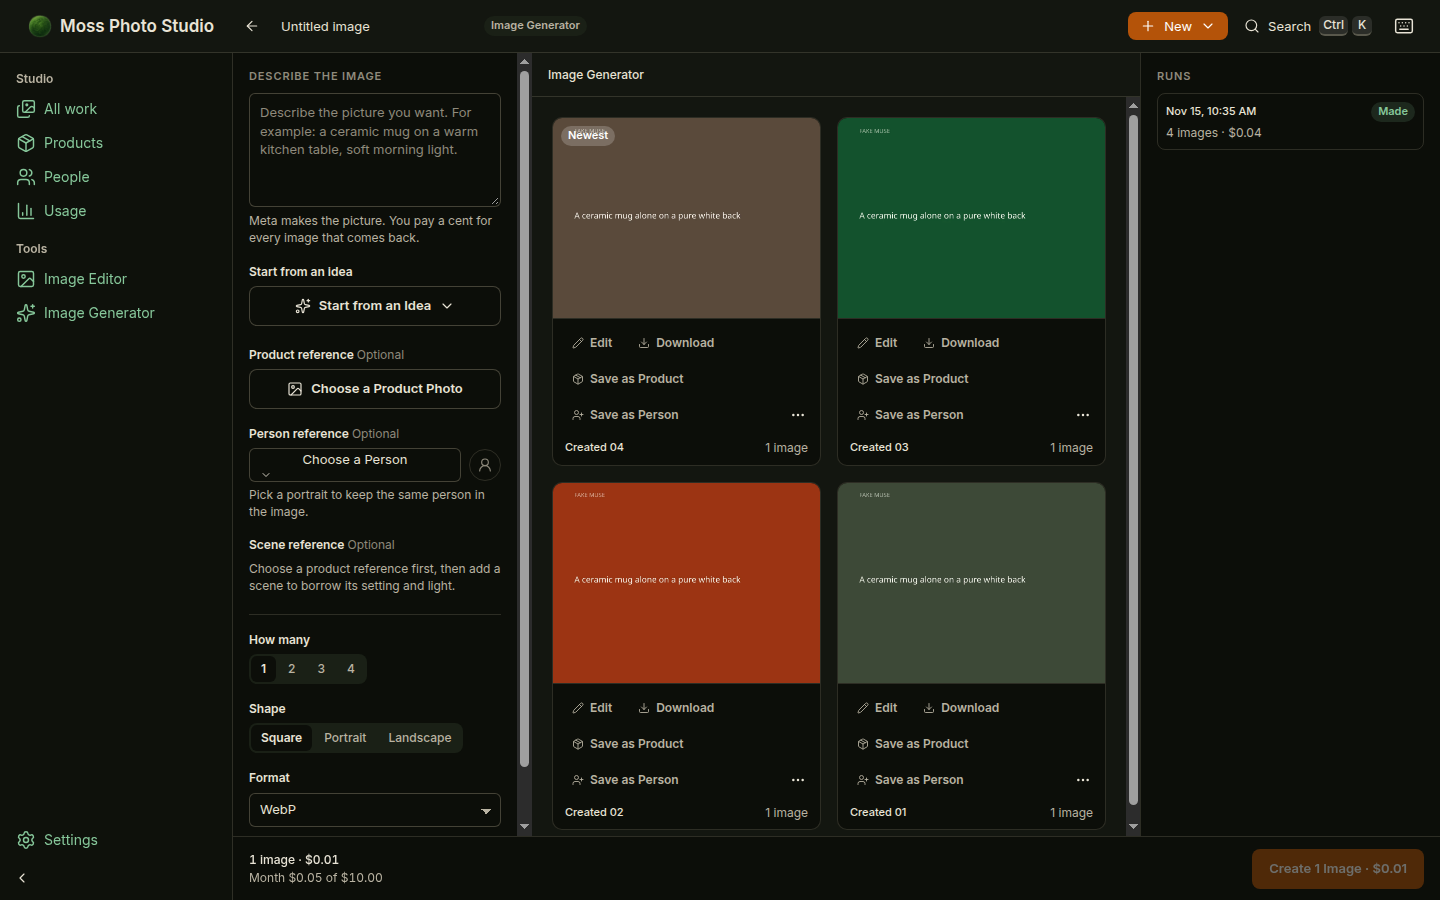 Moss Photo Studio
Untitled image
Image Generator
New
Search
Ctrl
K
Studio
All work
Products
People
Usage
Tools
Image Editor
Image Generator
Settings
DESCRIBE THE IMAGE
Describe the picture you want. For
example: a ceramic mug on a warm
kitchen table, soft morning light.
Meta makes the picture. You pay a cent for
every image that comes back.
Start from an idea
Start from an Idea
Product reference Optional
Choose a Product Photo
Person reference Optional
Choose a Person
Pick a portrait to keep the same person in
the image.
Scene reference Optional
Choose a product reference first, then add a
scene to borrow its setting and light.
How many
1 2 3 4
Shape
Square Portrait Landscape
Format
WebP
Image Generator
Newest
A ceramic mug alone on a pure white back
Edit Download
Save as Product
Save as Person
Created 04 1 image
FAKE MUSE
A ceramic mug alone on a pure white back
Edit Download
Save as Product
Save as Person
Created 03 1 image
FAKE MUSE
A ceramic mug alone on a pure white back
Edit Download
Save as Product
Save as Person
Created 02 1 image
FAKE MUSE
A ceramic mug alone on a pure white back
Edit Download
Save as Product
Save as Person
Created 01 1 image
RUNS
Nov 15, 10:35 AM
Made
4 images · $0.04
1 image · $0.01
Month $0.05 of $10.00
Create 1 Image · $0.01